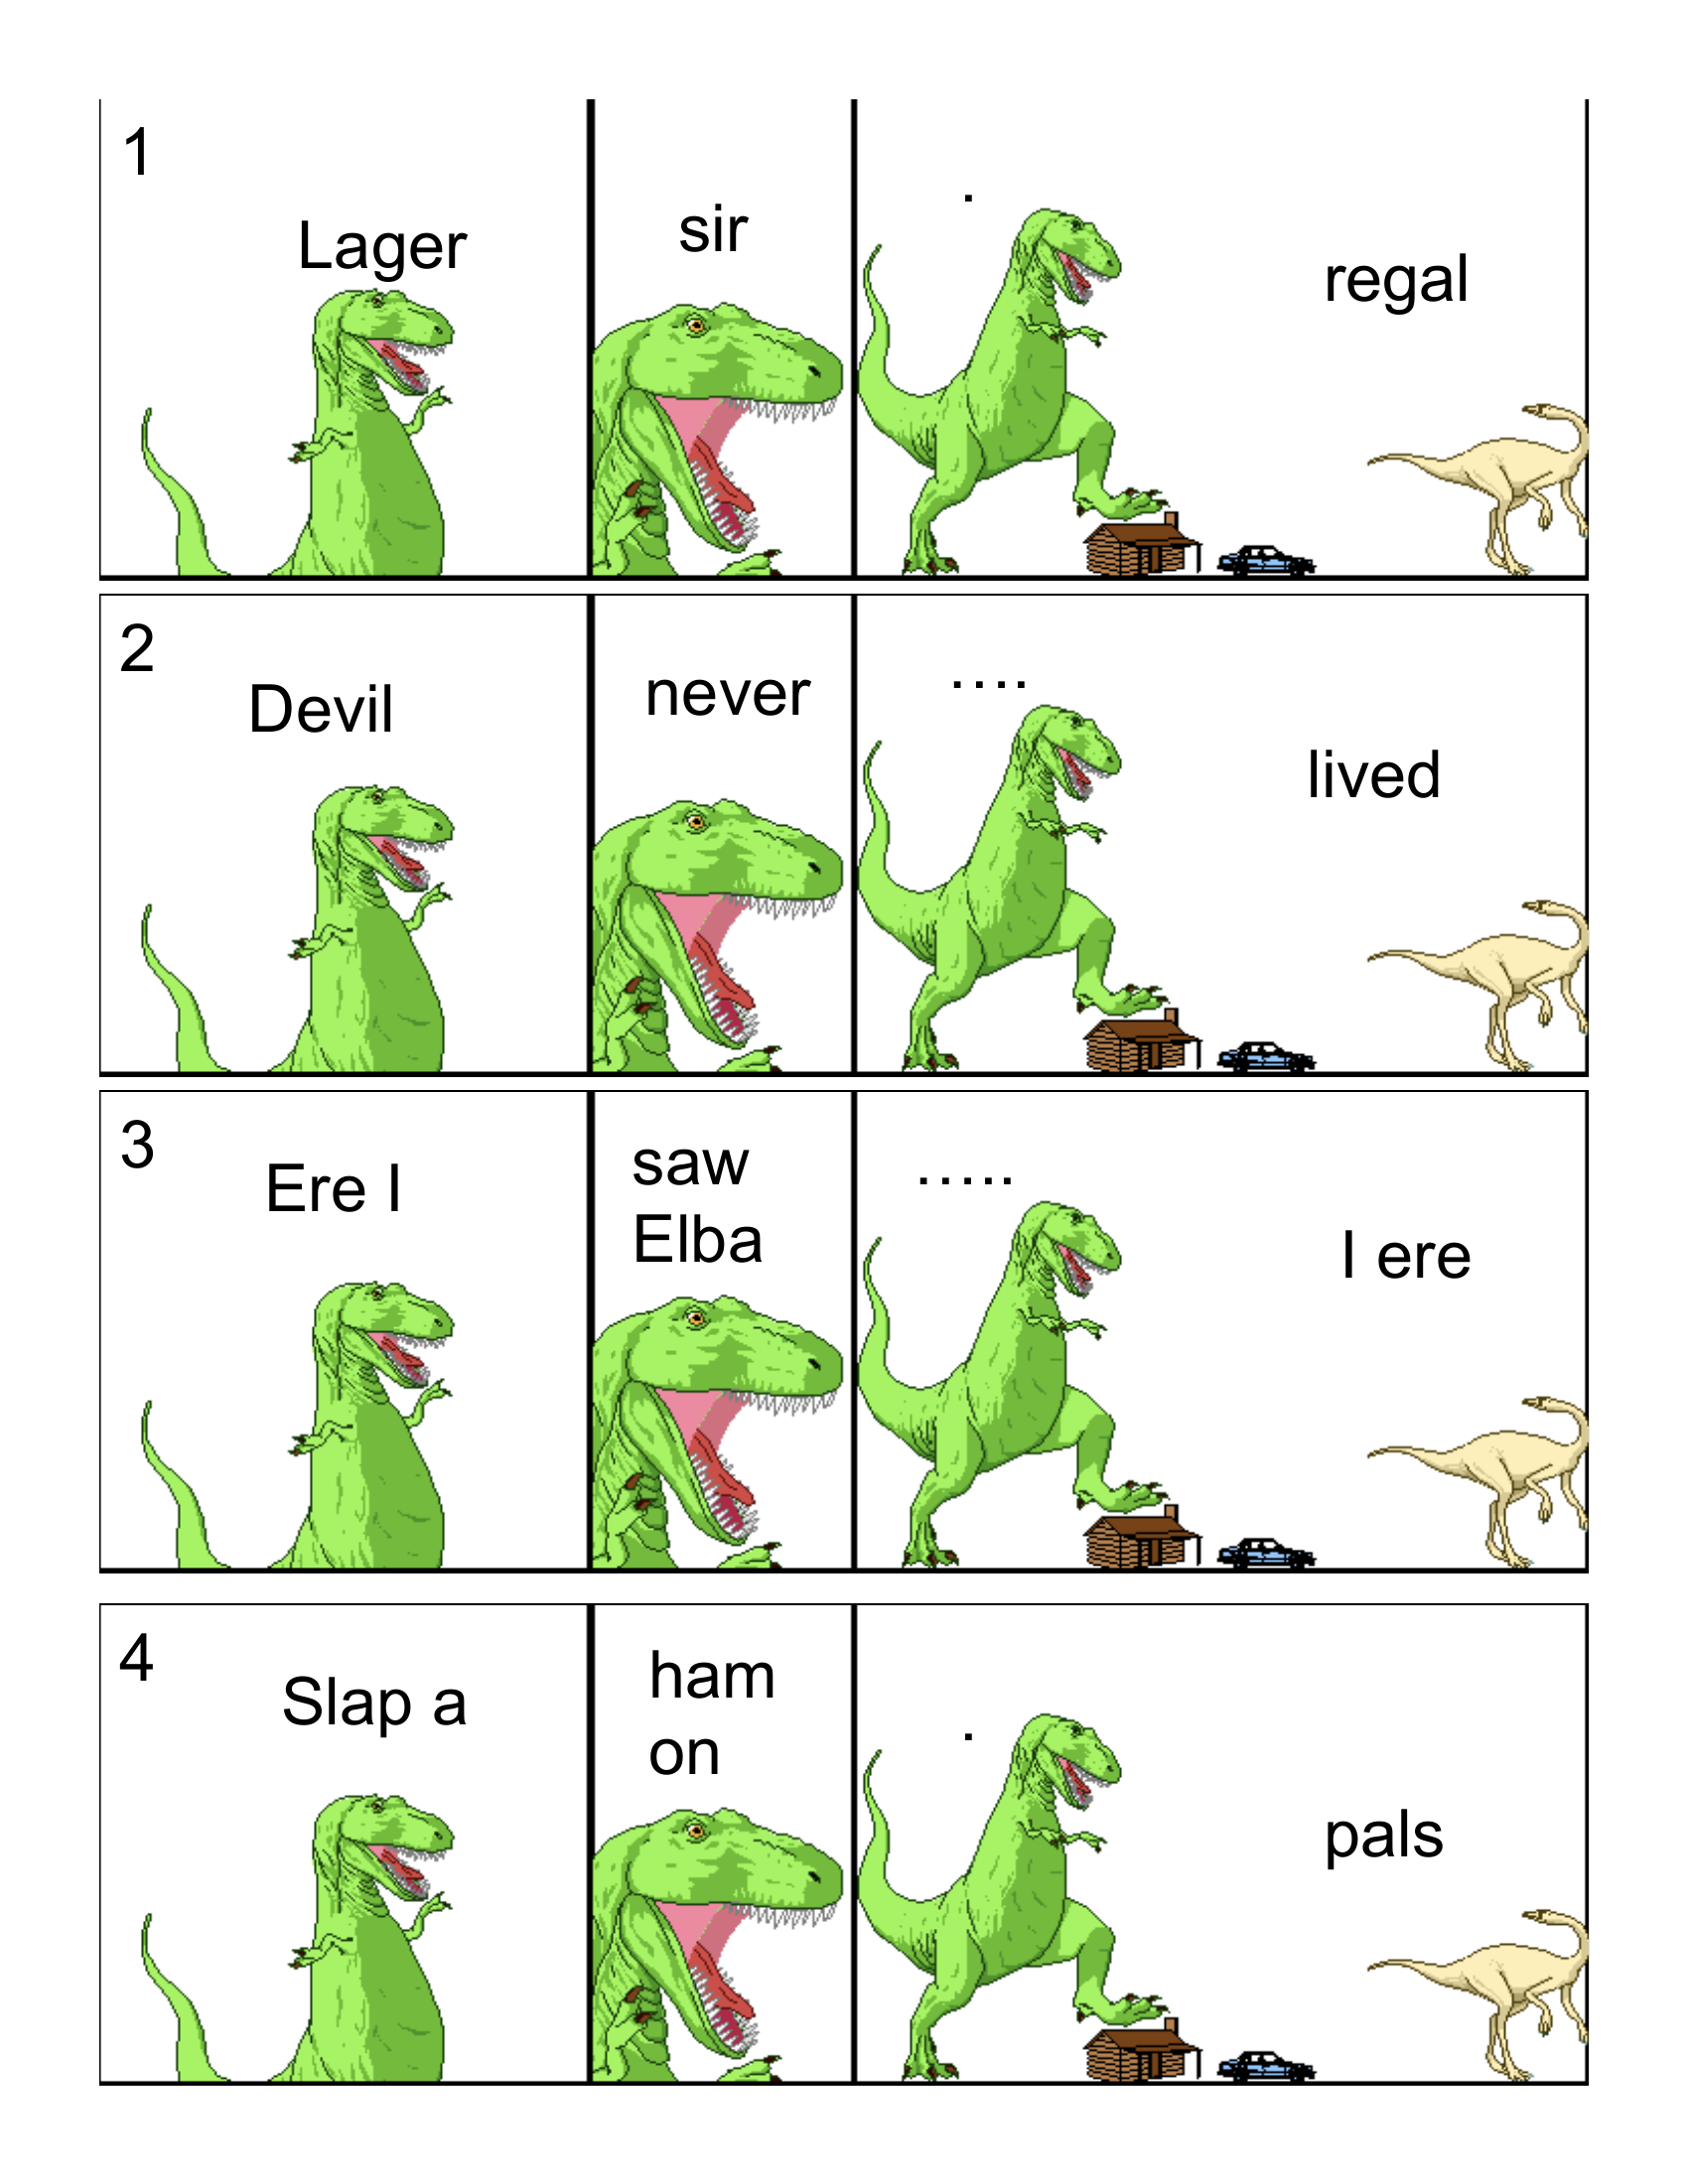 1
Lager
sir
.
regal
2
Devil
never
....
lived
3
Ere I
saw
Elba
.....
I ere
4
Slap a
ham
on
.
pals